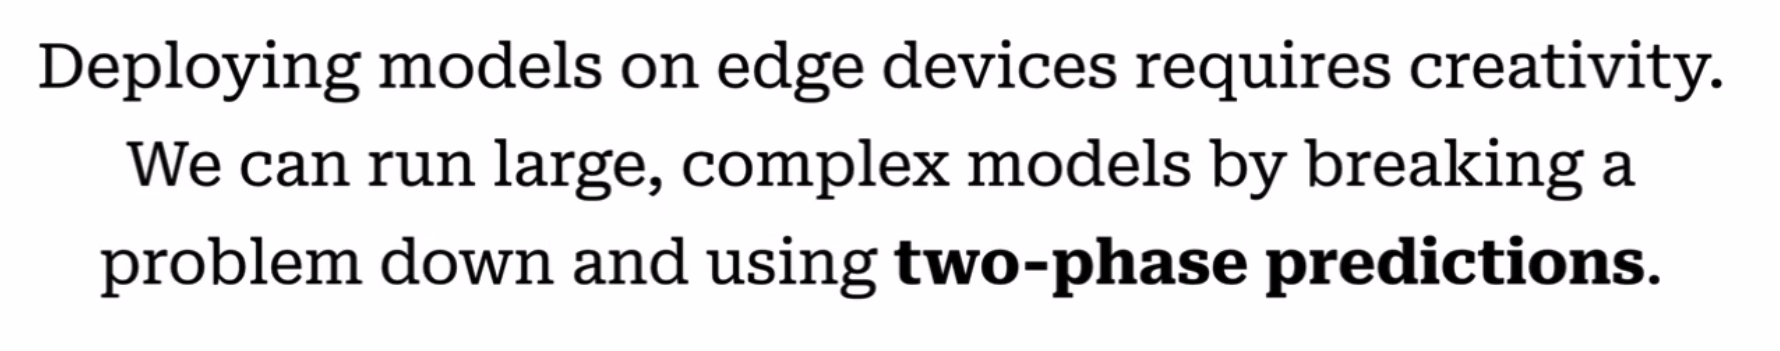 Deploying models on edge devices requires creativity.
We can run large, complex models by breaking a
problem down and using two-phase predictions.